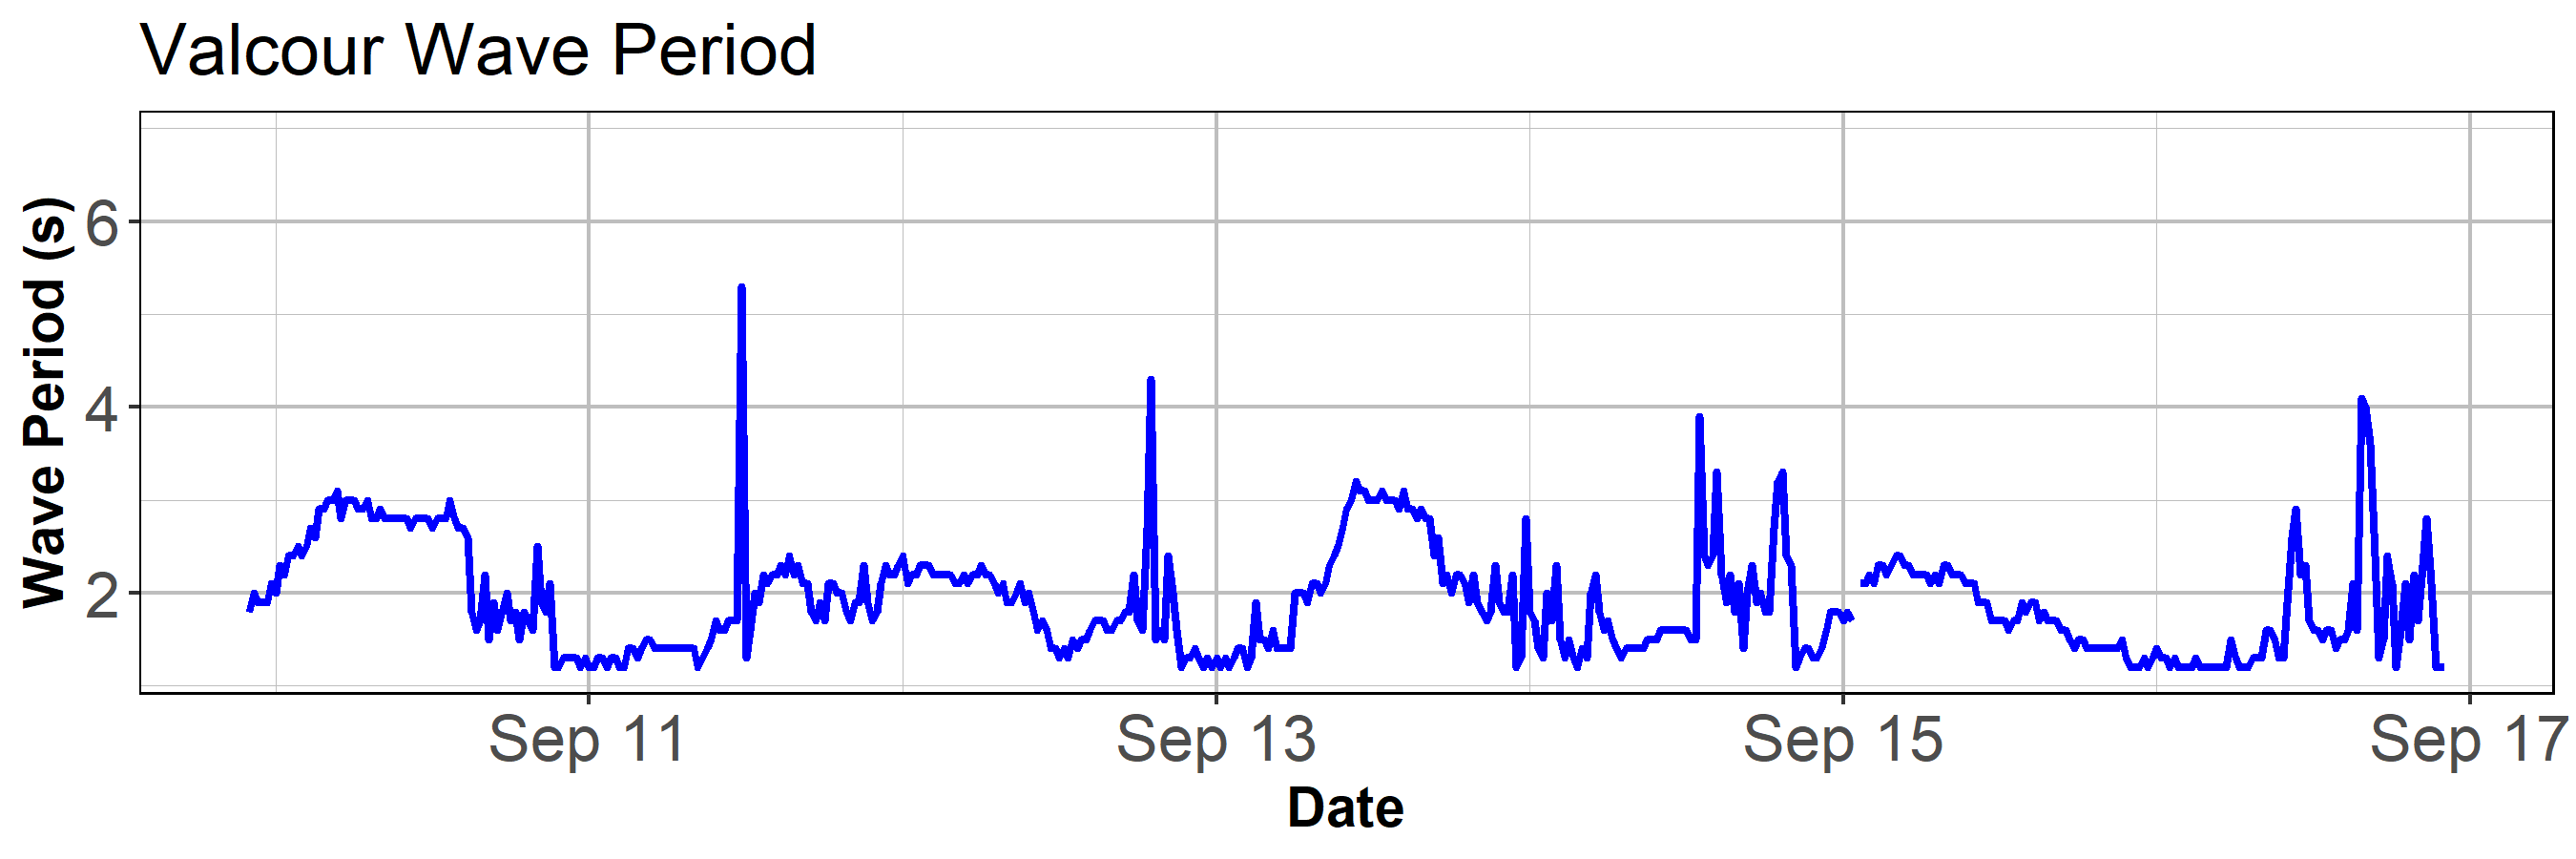 Valcour Wave Period
Wave Period (s)
6
4
2
Sep 11 Sep 13 Sep 15 Sep 17
Date